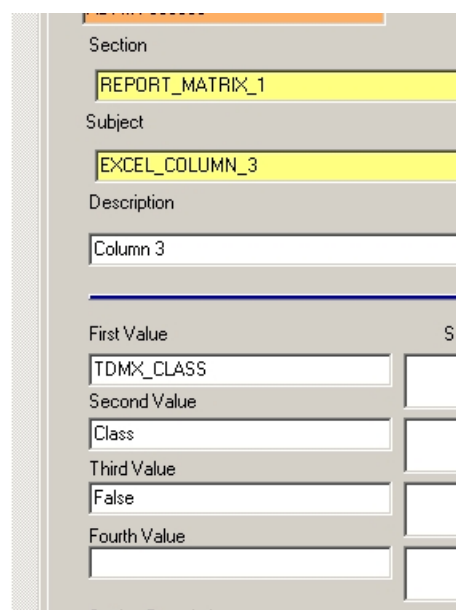 Section
REPORT_MATRIX_1
Subject
EXCEL_COLUMN_3
Description
Column 3
First Value
S
TDMX_CLASS
Second Value
Class
Third Value
False
Fourth Value